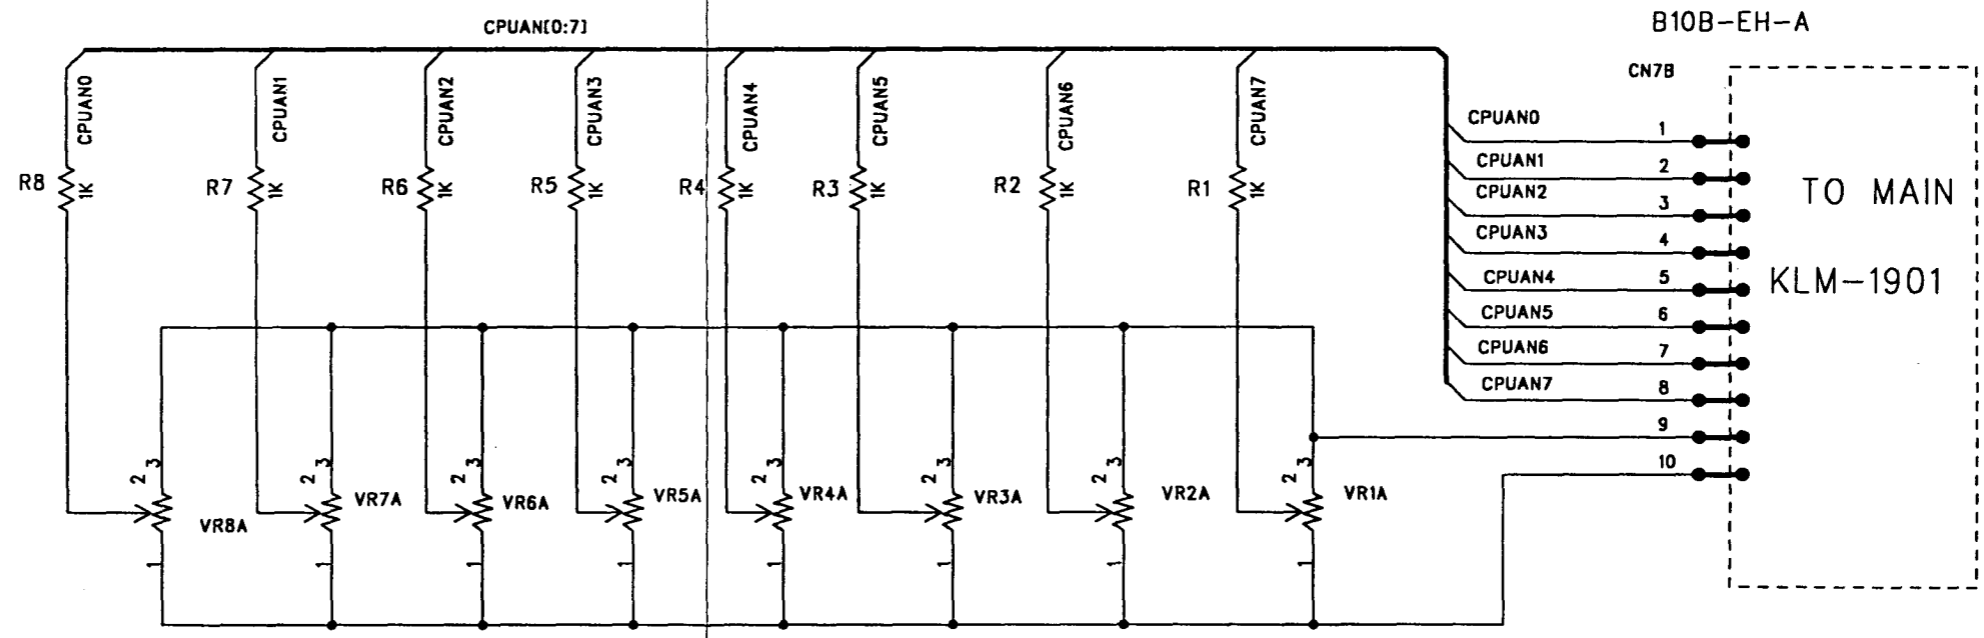 CPUAN[0:7]
B10B-EH-A
CN7B
CPUAN0
CPUAN1
CPUAN2
CPUAN3
CPUAN4
CPUAN5
CPUAN6
CPUAN7
R8 1K
R7 1K
R6 1K
R5 1K
R4 1K
R3 1K
R2 1K
R1 1K
CPUAN0 1
CPUAN1 2
CPUAN2 3
CPUAN3 4
CPUAN4 5
CPUAN5 6
CPUAN6 7
CPUAN7 8
9
10
TO MAIN
KLM-1901
2 3
2 3
2 3
2 3
2 3
2 3
2 3
2 3
VR8A
VR7A
VR6A
VR5A
VR4A
VR3A
VR2A
VR1A
1
1
1
1
1
1
1
1